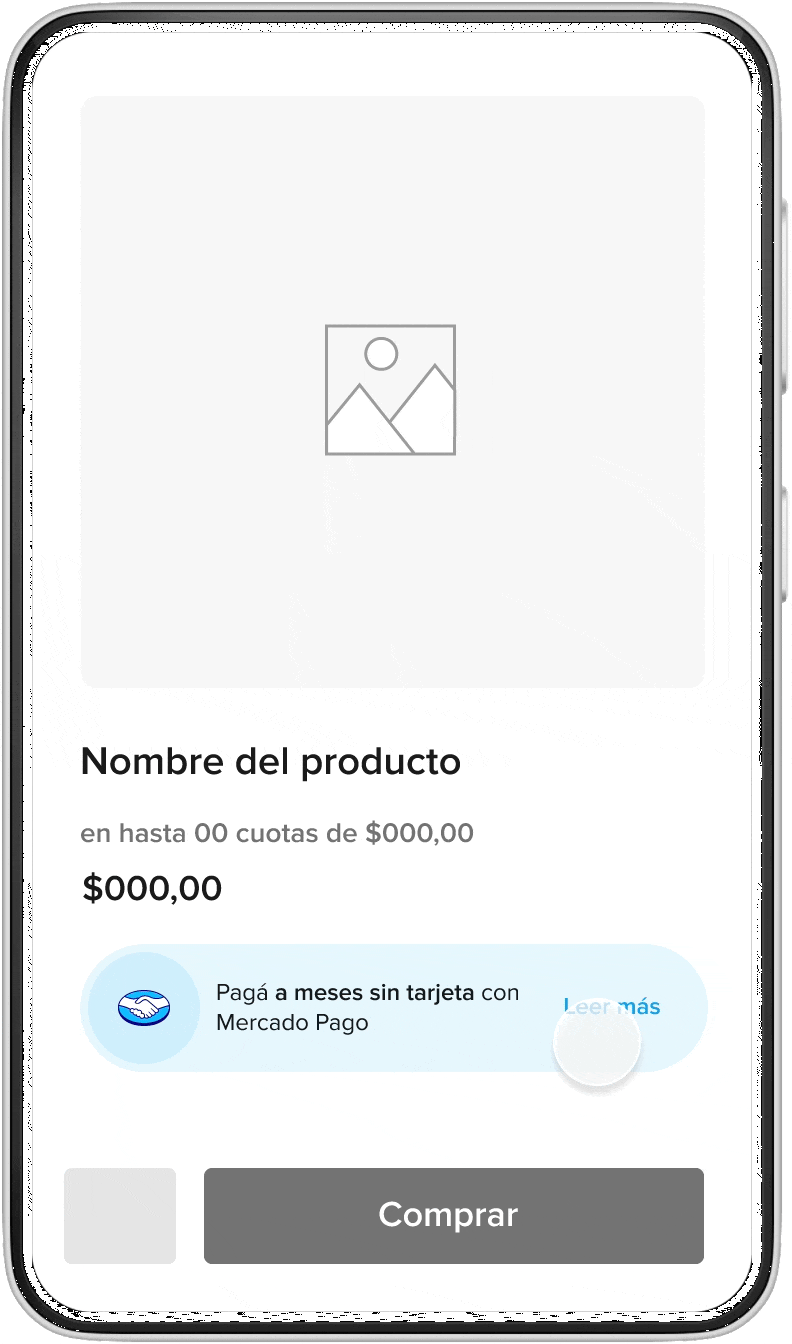 Nombre del producto
en hasta 00 cuotas de $000,00
$000,00
Pagá a meses sin tarjeta con
Mercado Pago
Leer más
Comprar